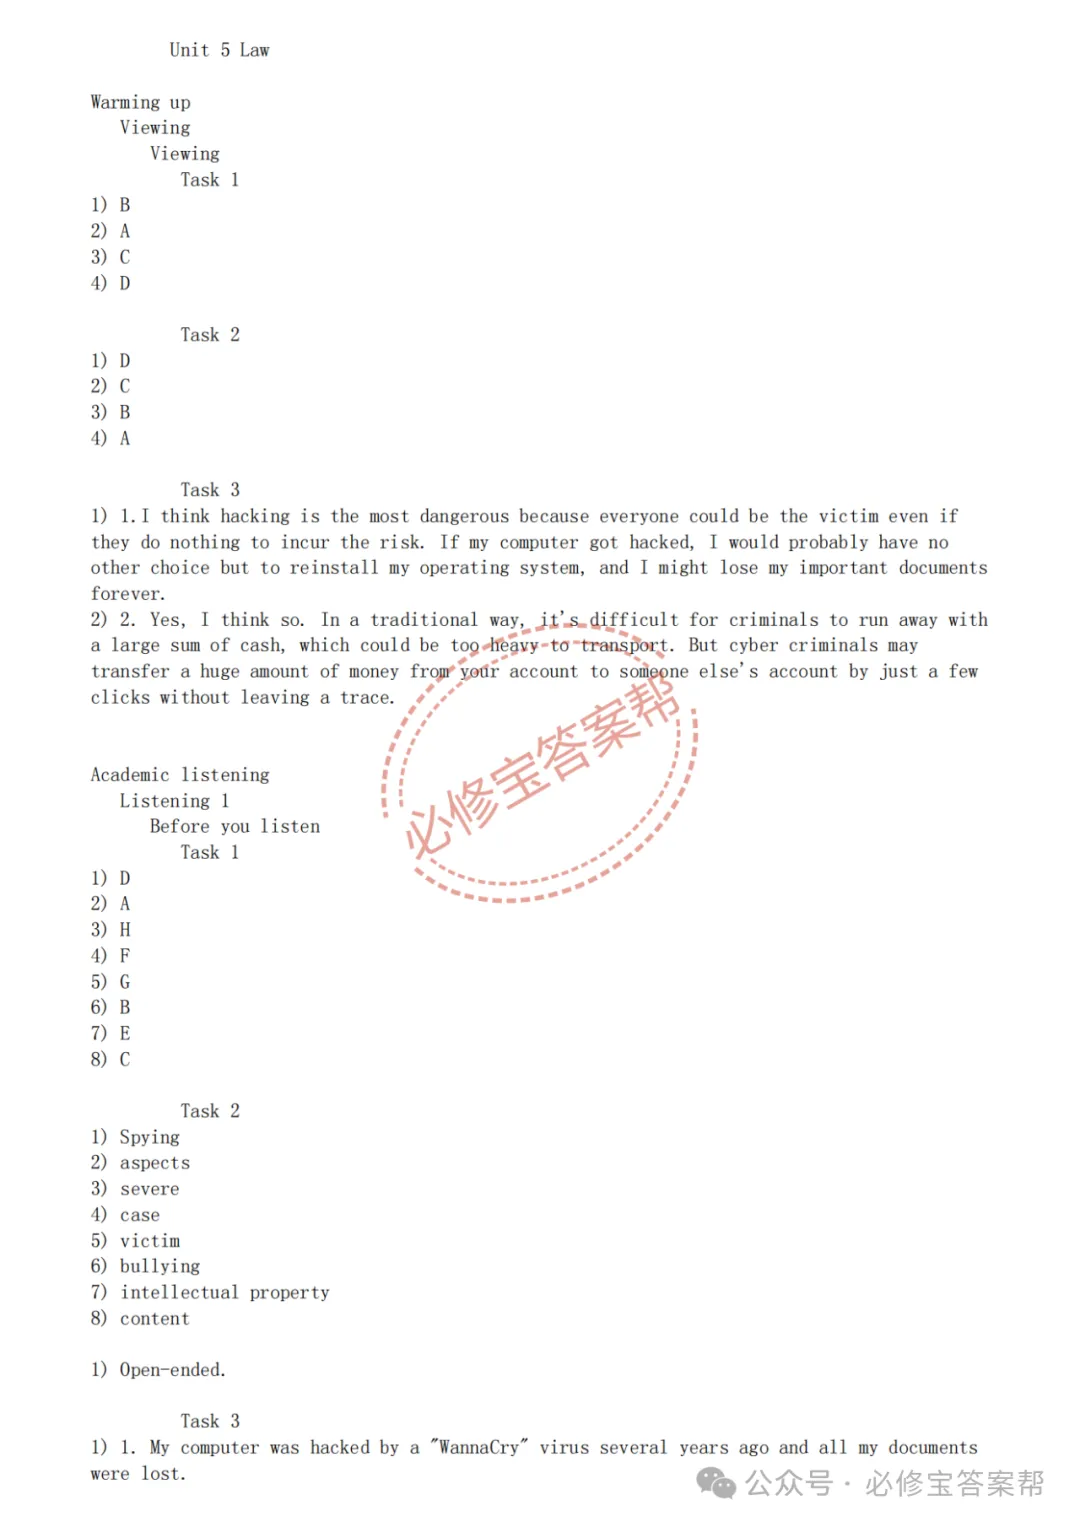 Unit 5 Law
Warming up
Viewing
Viewing
Task 1
1) B
2) A
3) C
4) D
Task 2
1) D
2) C
3) B
4) A
Task 3
1) 1.I think hacking is the most dangerous because everyone could be the victim even if
they do nothing to incur the risk. If my computer got hacked, I would probably have no
other choice but to reinstall my operating system, and I might lose my important documents
forever.
2) 2. Yes, I think so. In a traditional way, it's difficult for criminals to run away with
a large sum of cash, which could be too heavy to transport. But cyber criminals may
transfer a huge amount of money from your account to someone else's account by just a few
clicks without leaving a trace.
必修宝答案帮
Academic listening
Listening 1
Before you listen
Task 1
1) D
2) A
3) H
4) F
5) G
6) B
7) E
8) C
Task 2
1) Spying
2) aspects
3) severe
4) case
5) victim
6) bullying
7) intellectual property
8) content
1) Open-ended.
Task 3
1) 1. My computer was hacked by a "WannaCry" virus several years ago and all my documents
were lost.
公众号·必修宝答案帮